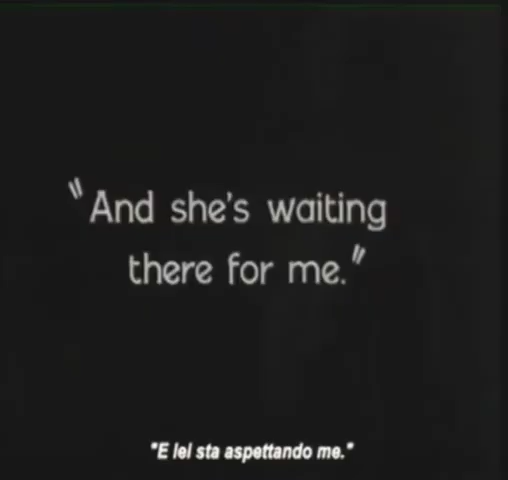 "And she's waiting
there for me."
"E lei sta aspettando me."